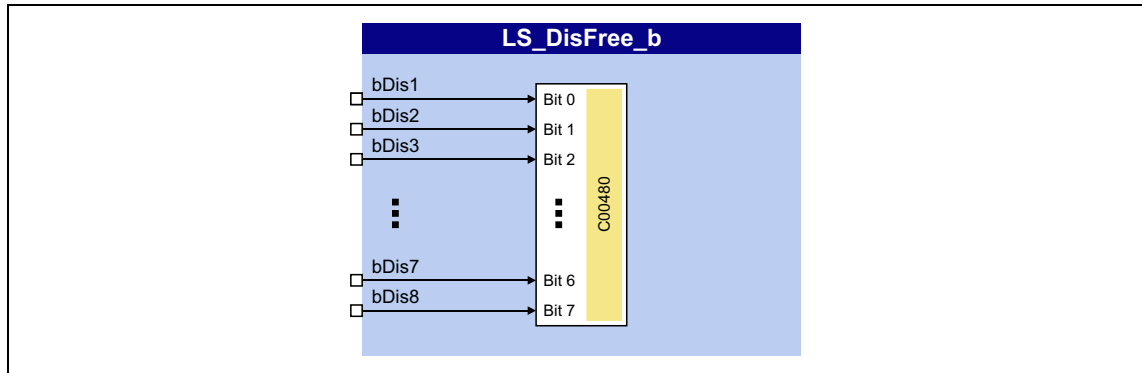 LS_DisFree_b
bDis1
Bit 0
bDis2
Bit 1
bDis3
Bit 2
C00480
bDis7
Bit 6
bDis8
Bit 7